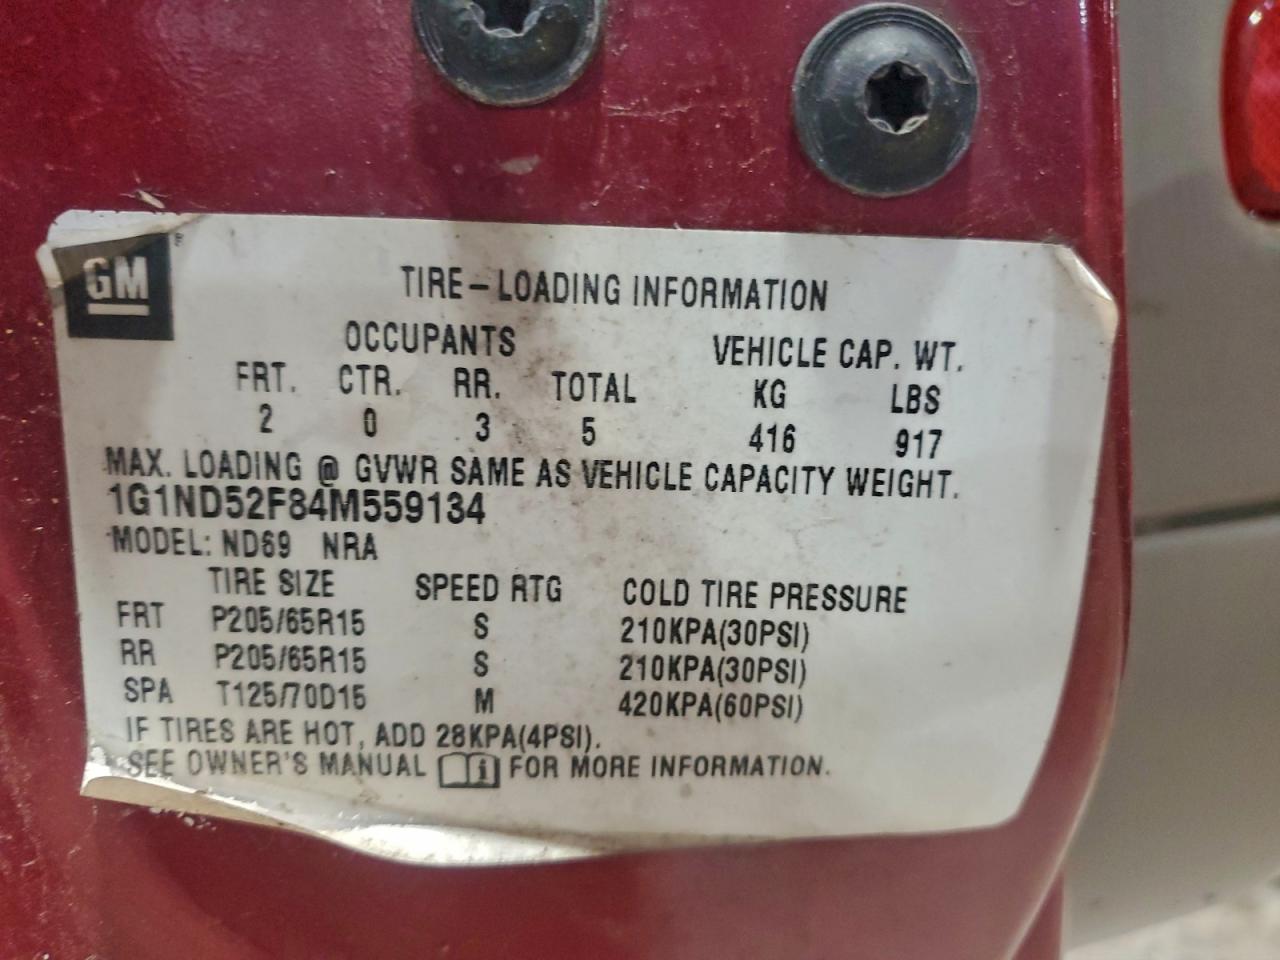 GM
TIRE-LOADING INFORMATION
OCCUPANTS VEHICLE CAP. WT.
FRT. CTR. RR. TOTAL KG LBS
2 0 3 5 416 917
MAX. LOADING @ GVWR SAME AS VEHICLE CAPACITY WEIGHT.
1G1ND52F84M559134
MODEL: ND69 NRA
TIRE SIZE SPEED RTG COLD TIRE PRESSURE
FRT P205/65R15 S 210KPA(30PSI)
RR P205/65R15 S 210KPA(30PSI)
SPA T125/70D15 M 420KPA(60PSI)
IF TIRES ARE HOT, ADD 28KPA(4PSI).
SEE OWNER'S MANUAL i FOR MORE INFORMATION.